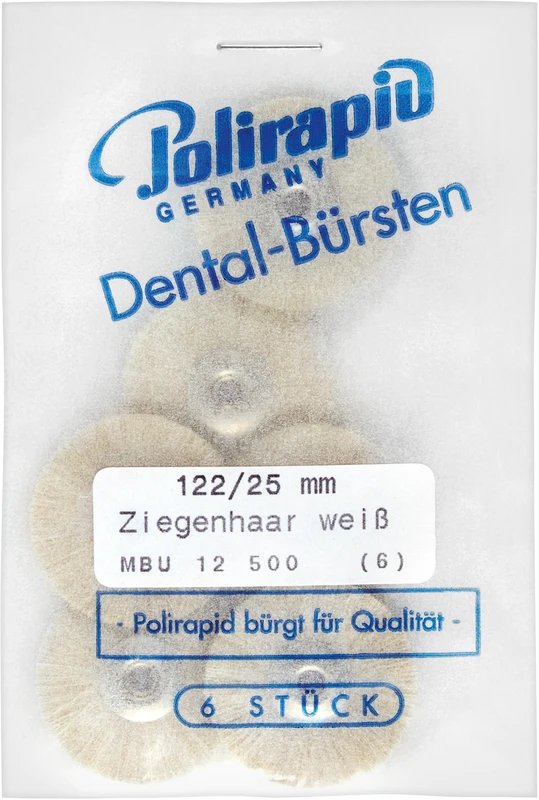 Polirapid
GERMANY
Dental-Bürsten
122/25 mm
Ziegenhaar weiß
MBU 12 500 (6)
- Polirapid bürgt für Qualität -
6 STÜCK